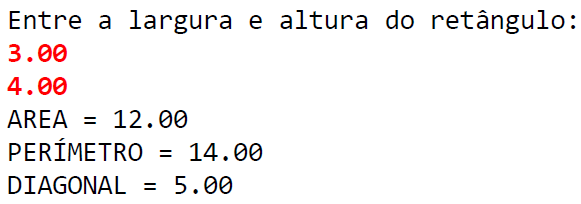 Entre a largura e altura do retângulo:
3.00
4.00
AREA = 12.00
PERÍMETRO = 14.00
DIAGONAL = 5.00